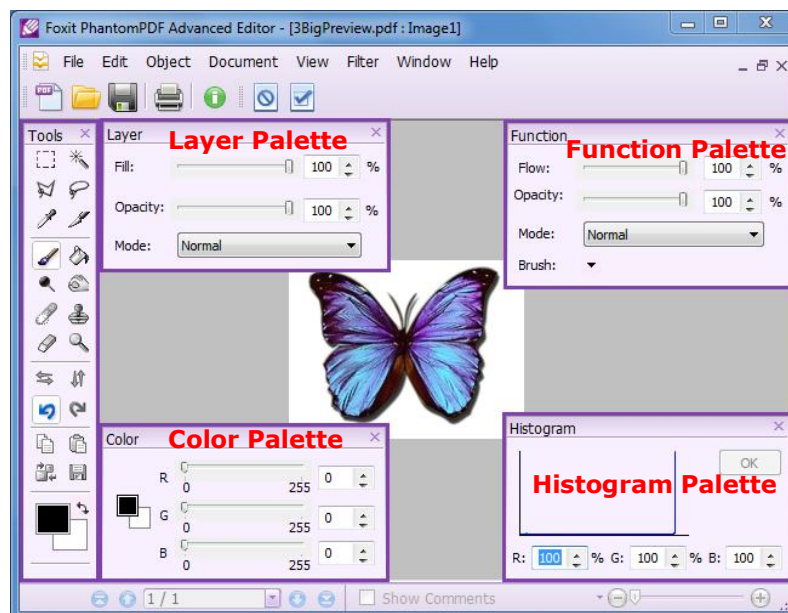 Foxit PhantomPDF Advanced Editor - [3BigPreview.pdf : Image1]
File Edit Object Document View Filter Window Help
PDF
Tools
Layer
Layer Palette
Fill: 100 %
Opacity: 100 %
Mode: Normal
Function
Function Palette
Flow: 100 %
Opacity: 100 %
Mode: Normal
Brush:
Color
Color Palette
R 0 255 0
G 0 255 0
B 0 255 0
Histogram
OK
Histogram Palette
R: 100 % G: 100 % B: 100 %
1 / 1 Show Comments